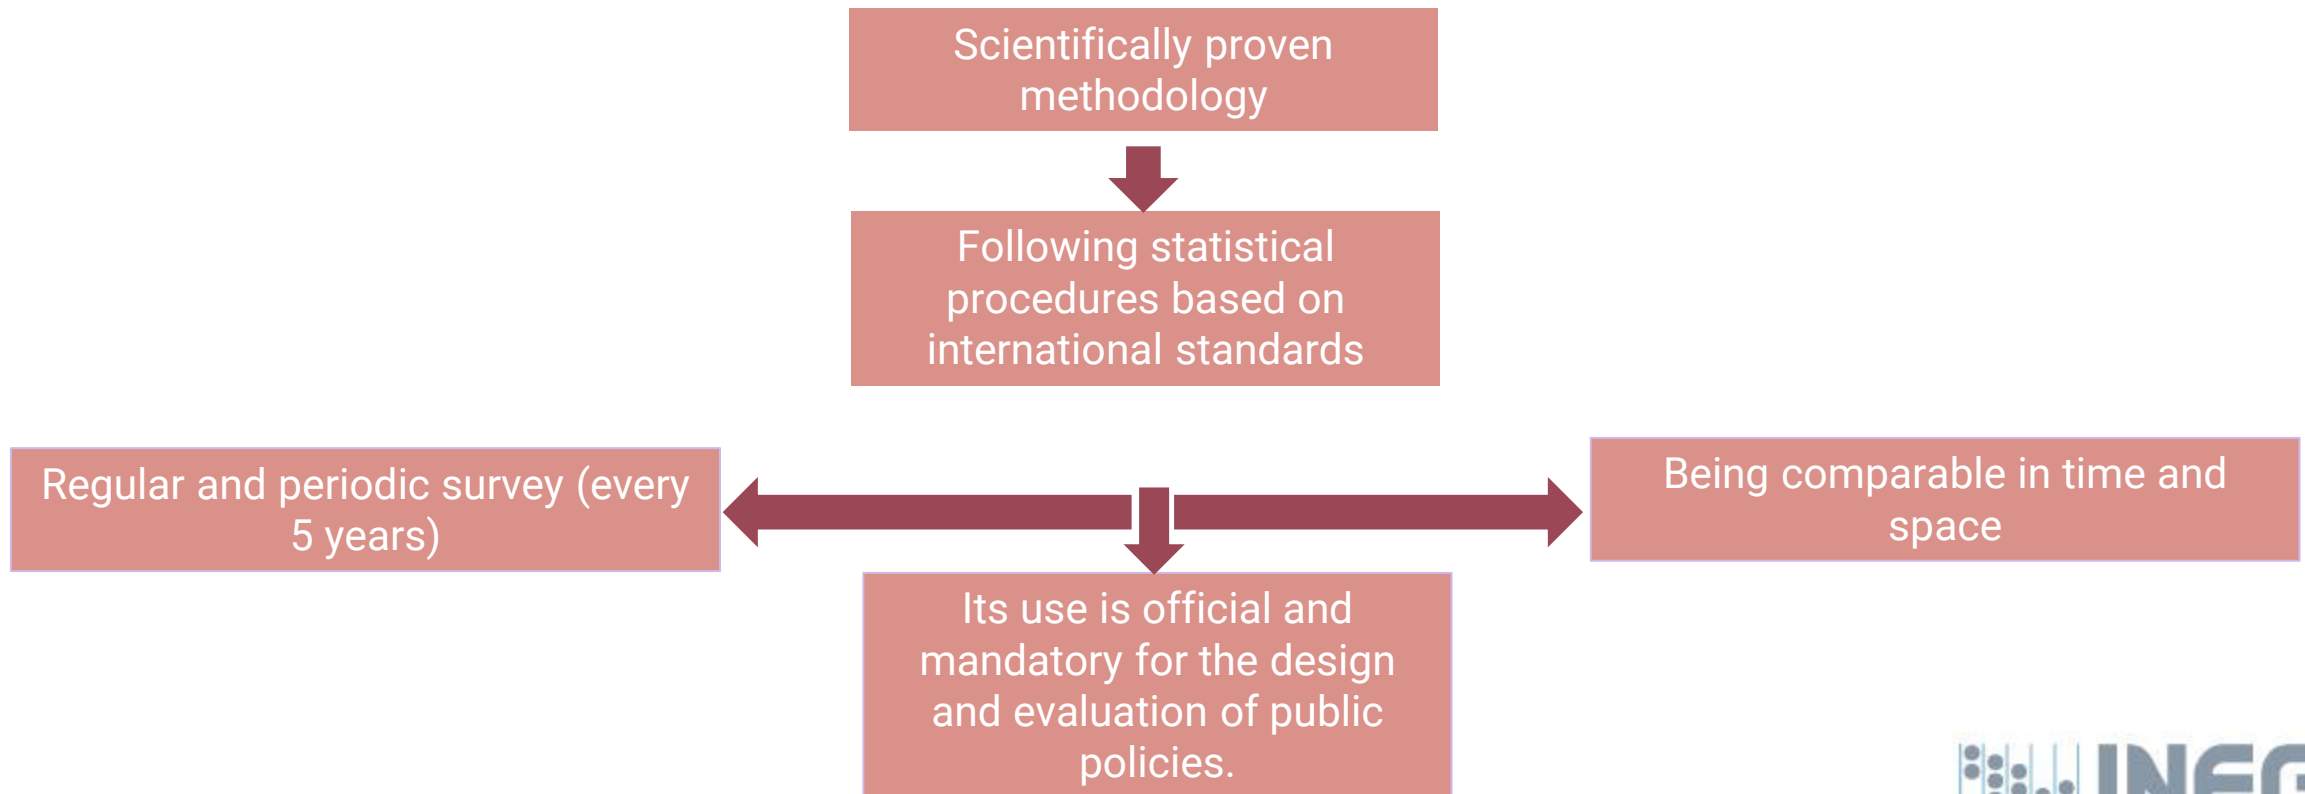 Scientifically proven
methodology
Following statistical
procedures based on
international standards
Regular and periodic survey (every
5 years)
Being comparable in time and
space
Its use is official and
mandatory for the design
and evaluation of public
policies.
INEG